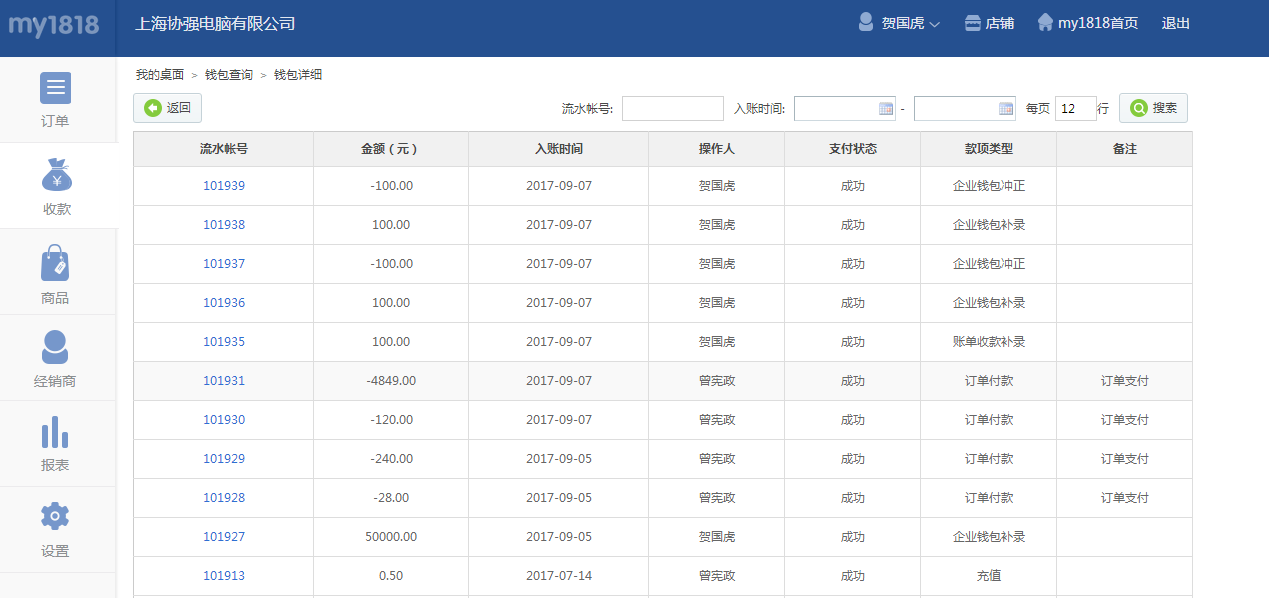 my1818 上海协强电脑有限公司 贺国虎 店铺 my1818首页 退出
我的桌面 > 钱包查询 > 钱包详细
返回 流水帐号: 入账时间: - 每页 12 行 搜索
流水帐号 金额（元） 入账时间 操作人 支付状态 款项类型 备注
101939 -100.00 2017-09-07 贺国虎 成功 企业钱包冲正
101938 100.00 2017-09-07 贺国虎 成功 企业钱包补录
101937 -100.00 2017-09-07 贺国虎 成功 企业钱包冲正
101936 100.00 2017-09-07 贺国虎 成功 企业钱包补录
101935 100.00 2017-09-07 贺国虎 成功 账单收款补录
101931 -4849.00 2017-09-07 曾宪政 成功 订单付款 订单支付
101930 -120.00 2017-09-07 曾宪政 成功 订单付款 订单支付
101929 -240.00 2017-09-05 曾宪政 成功 订单付款 订单支付
101928 -28.00 2017-09-05 曾宪政 成功 订单付款 订单支付
101927 50000.00 2017-09-05 贺国虎 成功 企业钱包补录
101913 0.50 2017-07-14 曾宪政 成功 充值
订单
¥
收款
商品
经销商
报表
设置